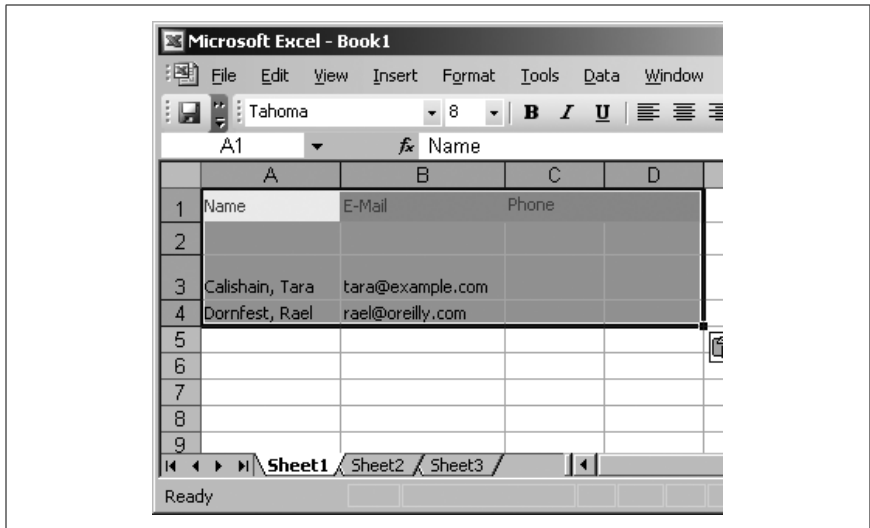 Microsoft Excel - Book1
File Edit View Insert Format Tools Data Window
Tahoma 8 B I U
A1 fx Name
A B C D
1 Name E-Mail Phone
2
3 Calishain, Tara tara@example.com
4 Dornfest, Rael rael@oreilly.com
5
6
7
8
9
Sheet1 Sheet2 Sheet3
Ready